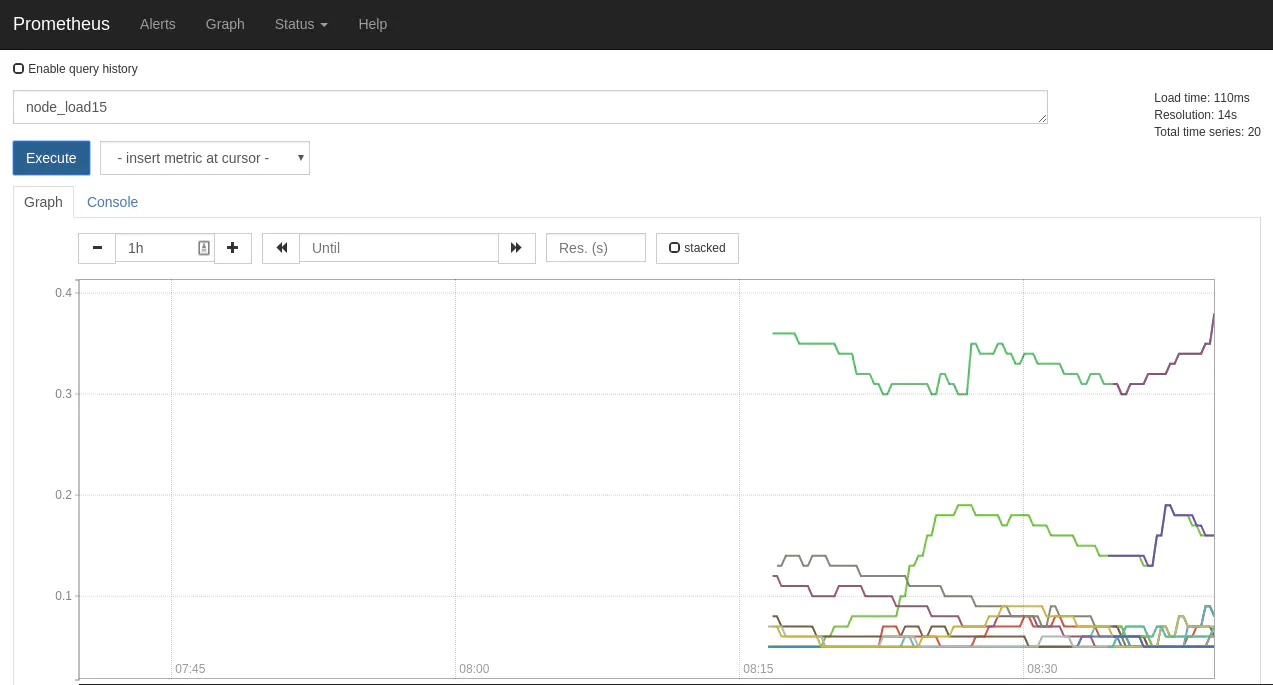 Prometheus Alerts Graph Status Help
Enable query history
node_load15
Load time: 110ms
Resolution: 14s
Total time series: 20
Execute - insert metric at cursor -
Graph Console
1h Until Res. (s) stacked
0.4
0.3
0.2
0.1
07:45 08:00 08:15 08:30